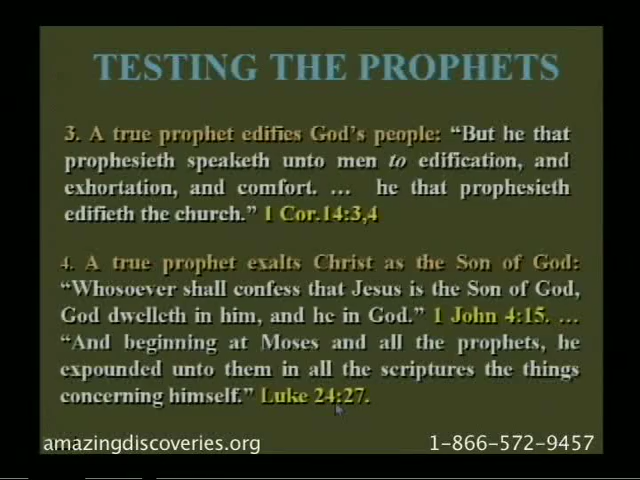 TESTING THE PROPHETS
3. A true prophet edifies God's people: “But he that
prophesieth speaketh unto men to edification, and
exhortation, and comfort. … he that prophesieth
edifieth the church.” 1 Cor.14:3,4
4. A true prophet exalts Christ as the Son of God:
“Whosoever shall confess that Jesus is the Son of God,
God dwelleth in him, and he in God.” 1 John 4:15. …
“And beginning at Moses and all the prophets, he
expounded unto them in all the scriptures the things
concerning himself.” Luke 24:27.
amazingdiscoveries.org 1-866-572-9457